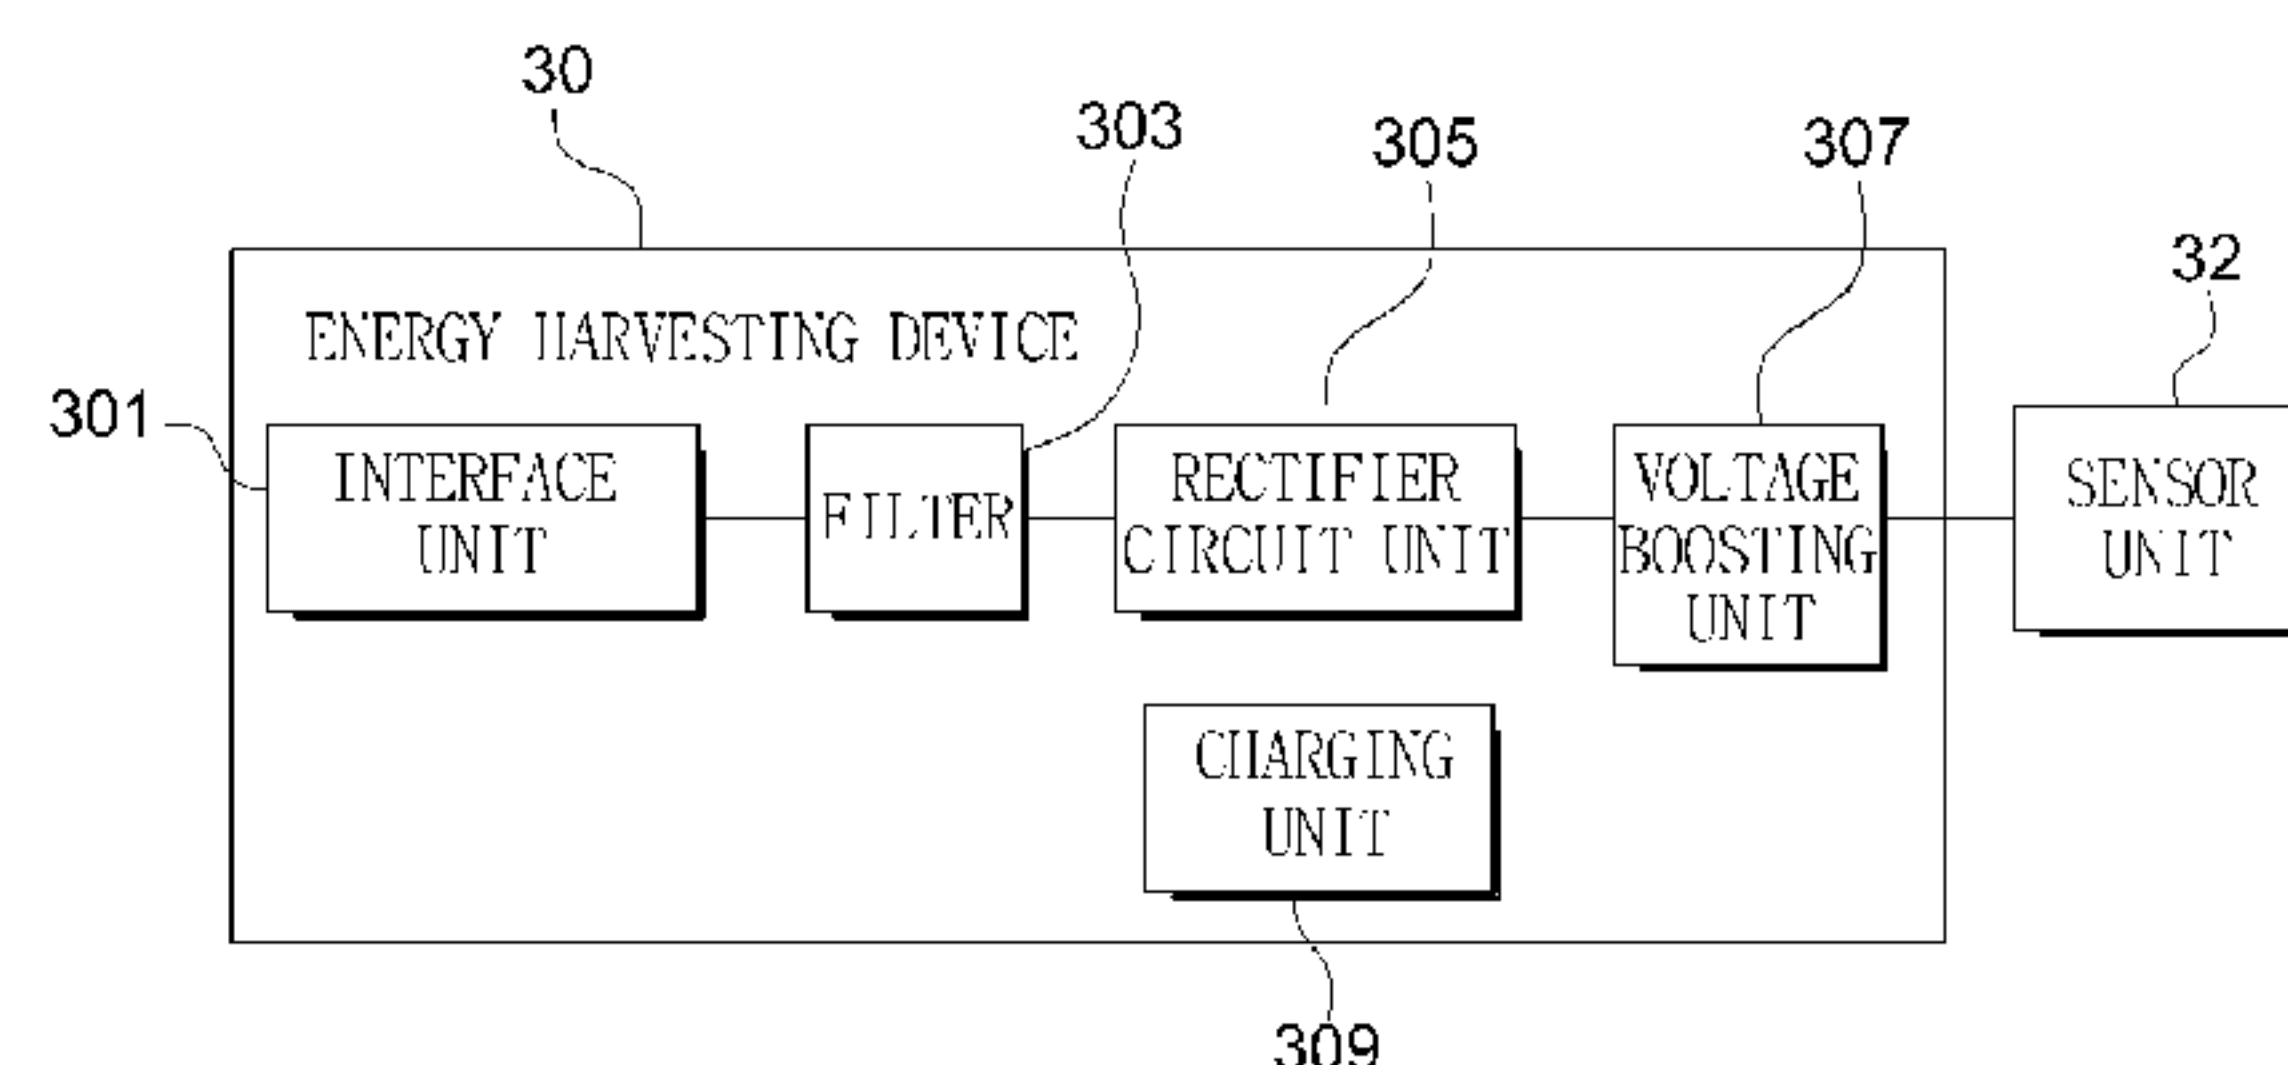 30
303
305
307
32
ENERGY HARVESTING DEVICE
301
INTERFACE
UNIT
FILTER
RECTIFIER
CIRCUIT UNIT
VOLTAGE
BOOSTING
UNIT
SENSOR
UNIT
CHARGING
UNIT
309